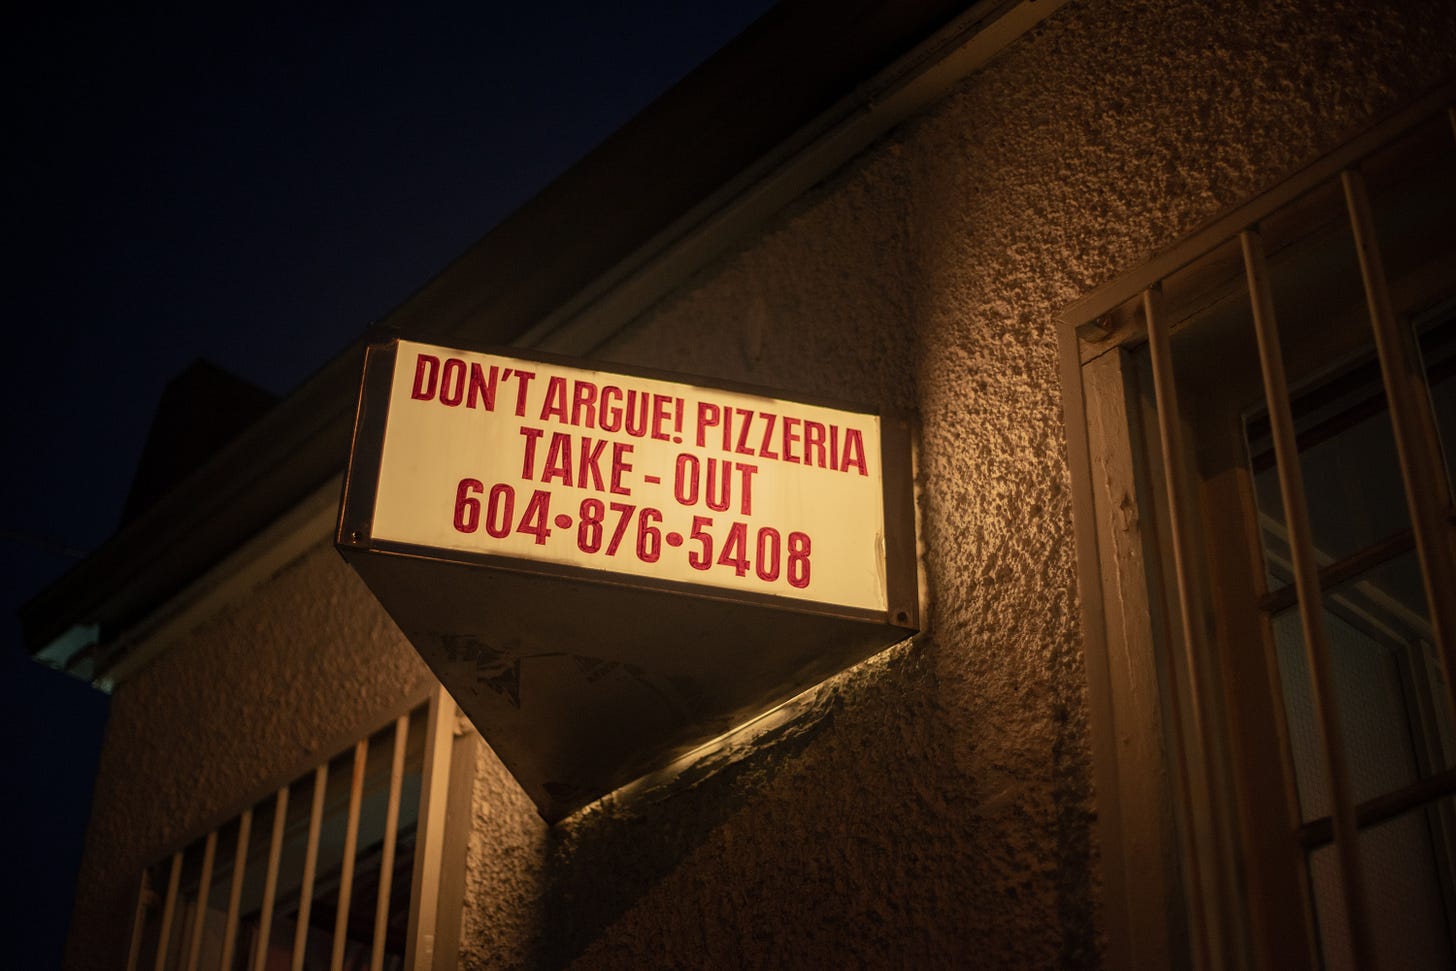 DON'T ARGUE! PIZZERIA
TAKE - OUT
604•876•5408